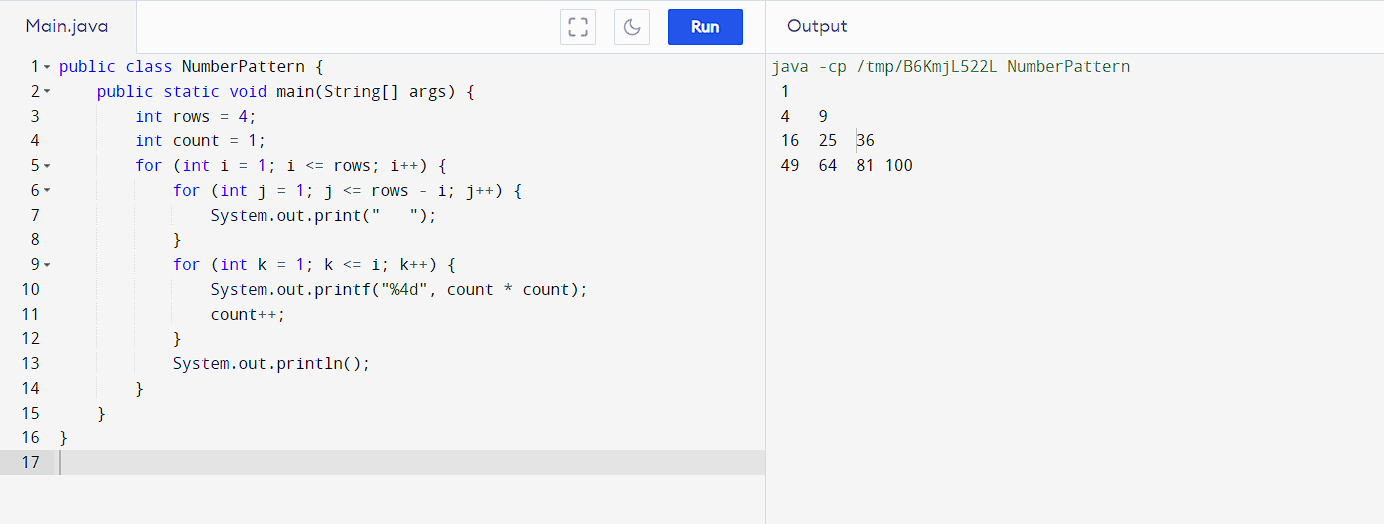 Main.java
Run
Output
1 public class NumberPattern {
2     public static void main(String[] args) {
3         int rows = 4;
4         int count = 1;
5         for (int i = 1; i <= rows; i++) {
6             for (int j = 1; j <= rows - i; j++) {
7                 System.out.print("   ");
8             }
9             for (int k = 1; k <= i; k++) {
10                 System.out.printf("%4d", count * count);
11                 count++;
12             }
13             System.out.println();
14         }
15     }
16 }
17
java -cp /tmp/B6KmjL522L NumberPattern
 1
 4   9
 16  25  36
 49  64  81 100